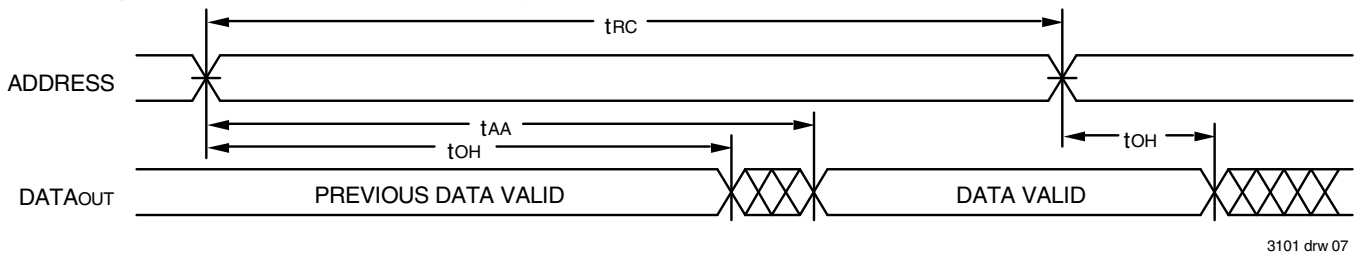 tRC
ADDRESS
tAA
tOH
tOH
DATAOUT
PREVIOUS DATA VALID
DATA VALID
3101 drw 07